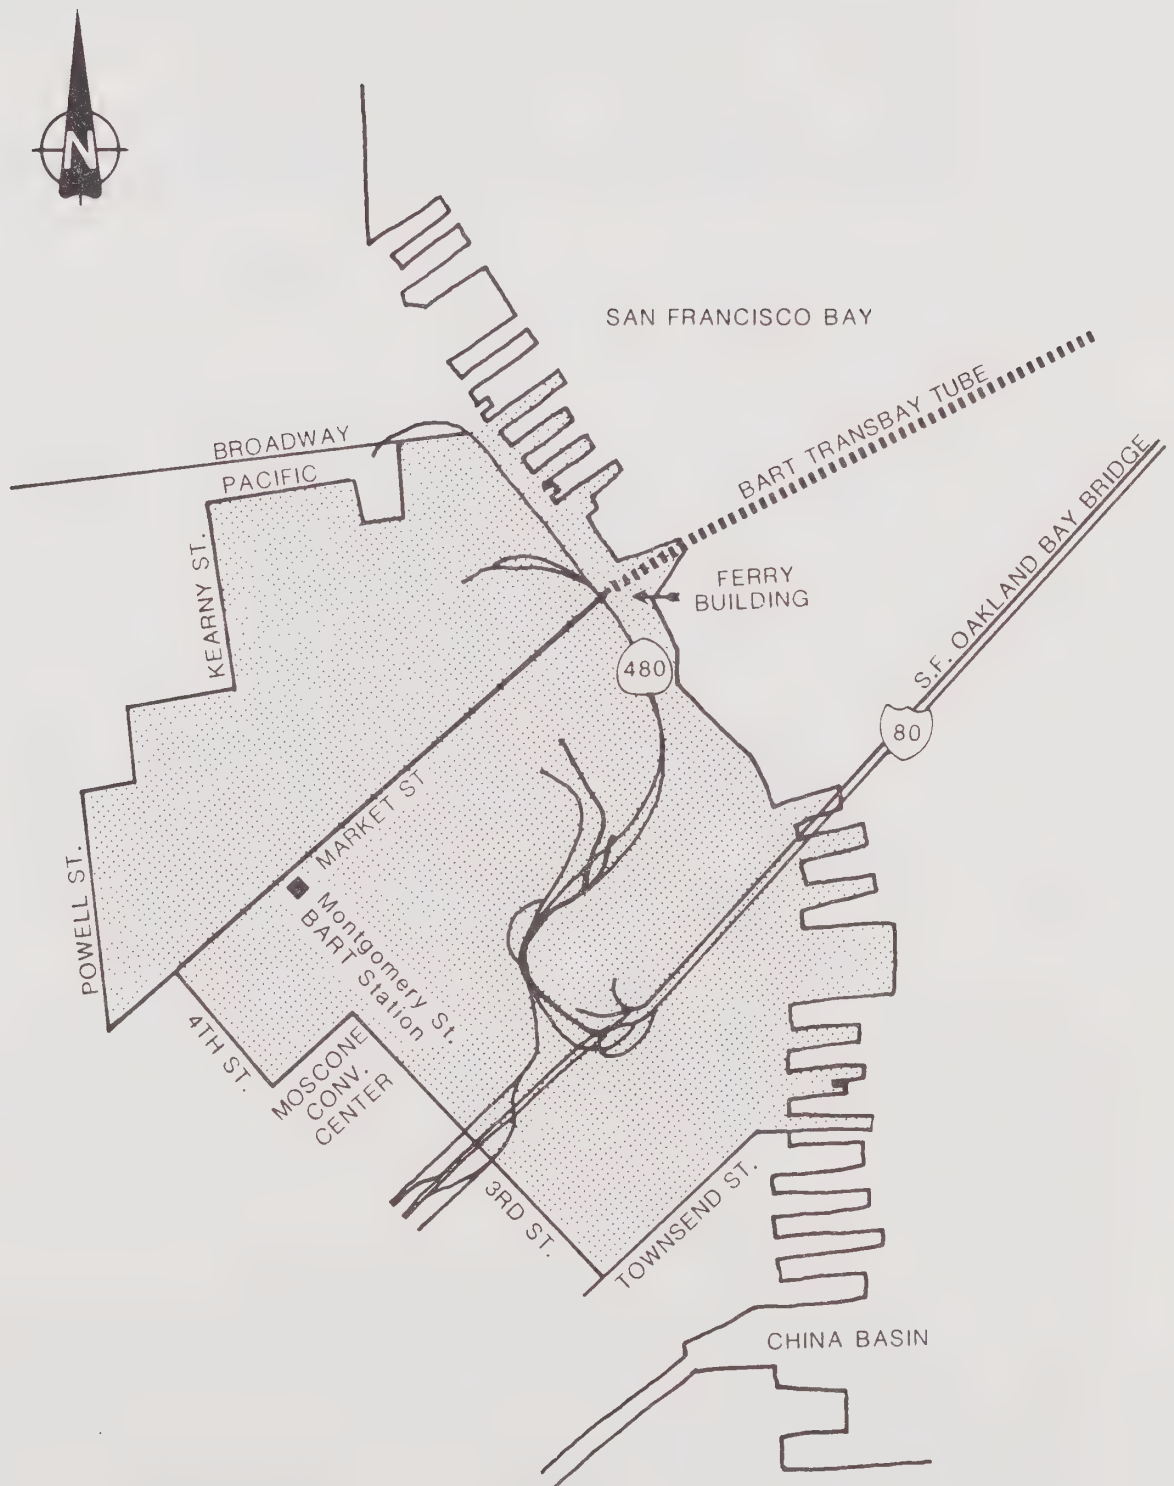 N
SAN FRANCISCO BAY
BROADWAY
PACIFIC
BART TRANSBAY TUBE
S.F. OAKLAND BAY BRIDGE
KEARNY ST.
FERRY
BUILDING
480
80
MARKET ST
POWELL ST.
Montgomery St.
BART Station
4TH ST.
MOSCONE
CONV.
CENTER
3RD ST.
TOWNSEND ST.
CHINA BASIN